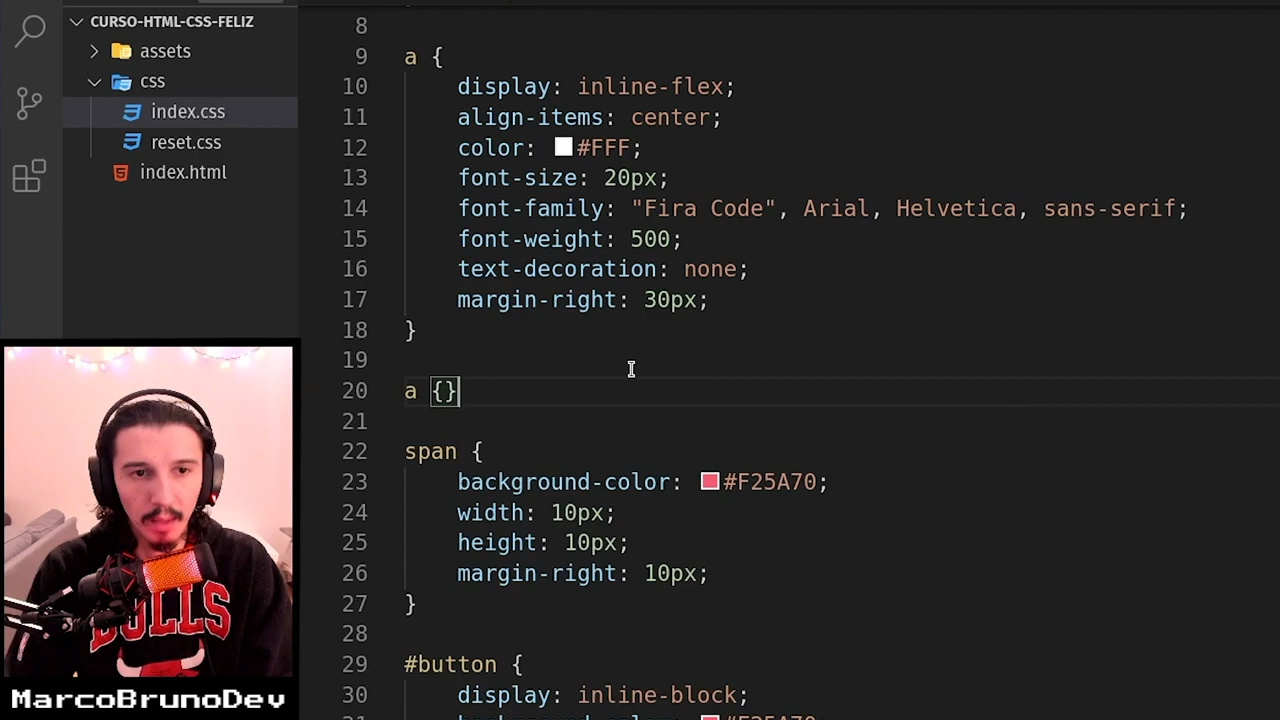 CURSO-HTML-CSS-FELIZ
assets
css
index.css
reset.css
index.html
8
9 a {
10 display: inline-flex;
11 align-items: center;
12 color: #FFF;
13 font-size: 20px;
14 font-family: "Fira Code", Arial, Helvetica, sans-serif;
15 font-weight: 500;
16 text-decoration: none;
17 margin-right: 30px;
18 }
19
20 a {}
21
22 span {
23 background-color: #F25A70;
24 width: 10px;
25 height: 10px;
26 margin-right: 10px;
27 }
28
29 #button {
30 display: inline-block;
31 background-color: #F25A70;
BULLS
MarcoBrunoDev